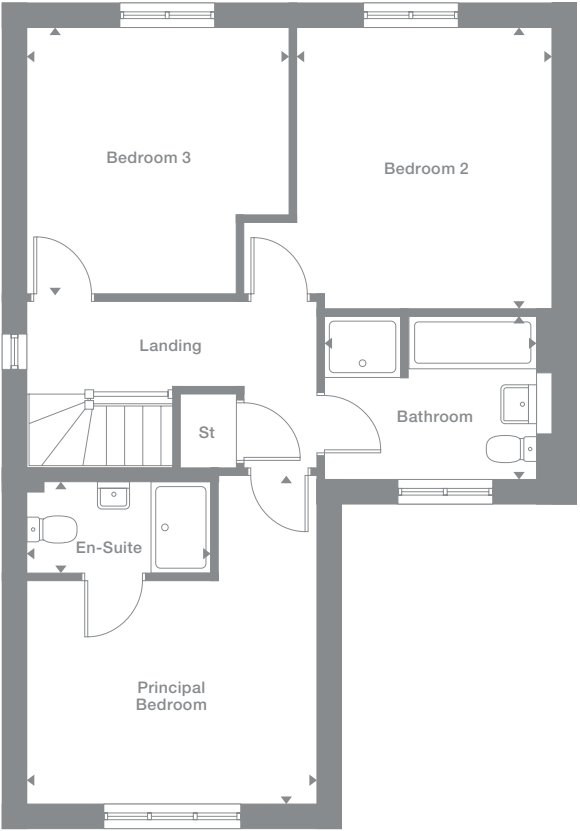 Bedroom 3
Bedroom 2
Landing
St
Bathroom
En-Suite
Principal
Bedroom